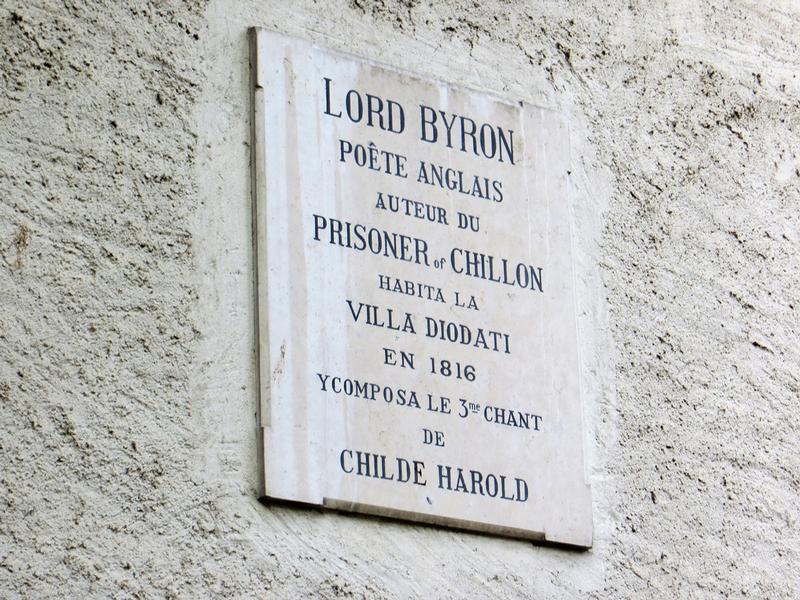 LORD BYRON
POÊTE ANGLAIS
AUTEUR DU
PRISONER of CHILLON
HABITA LA
VILLA DIODATI
EN 1816
Y COMPOSA LE 3me CHANT
DE
CHILDE HAROLD